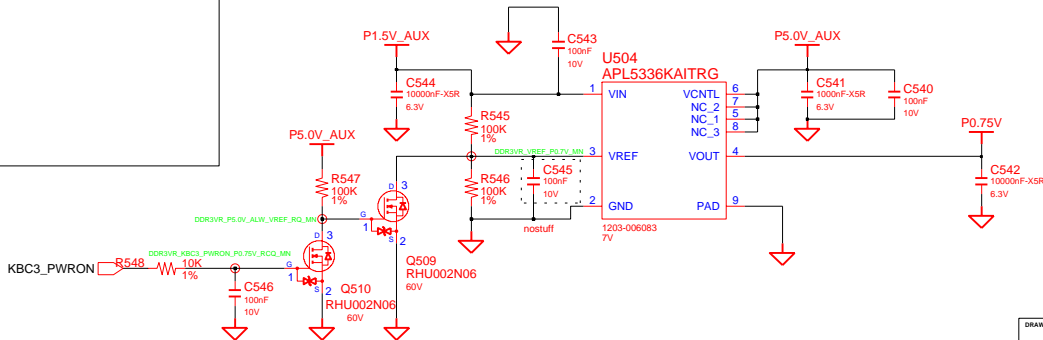 P1.5V_AUX
C543
100nF
10V
P5.0V_AUX
U504
APL5336KAITRG
C544
10000nF-X5R
6.3V
1
VIN
VCNTL
6
NC_2
7
NC_1
5
NC_3
8
C541
10000nF-X5R
6.3V
C540
100nF
10V
R545
100K
1%
P5.0V_AUX
P0.75V
DDR3VR_VREF_P0.7V_MN
3
VREF
VOUT
4
R547
100K
1%
R546
100K
1%
C545
100nF
10V
C542
10000nF-X5R
6.3V
D
3
G
1
S
2
2
GND
PAD
9
DDR3VR_P5.0V_ALW_VREF_RQ_MN
nostuff
1203-006083
7V
D
3
DDR3VR_KBC3_PWRON_P0.75V_RCQ_MN
KBC3_PWRON
R548
10K
1%
G
1
S
2
Q509
RHU002N06
60V
C546
100nF
10V
Q510
RHU002N06
60V
DRAW